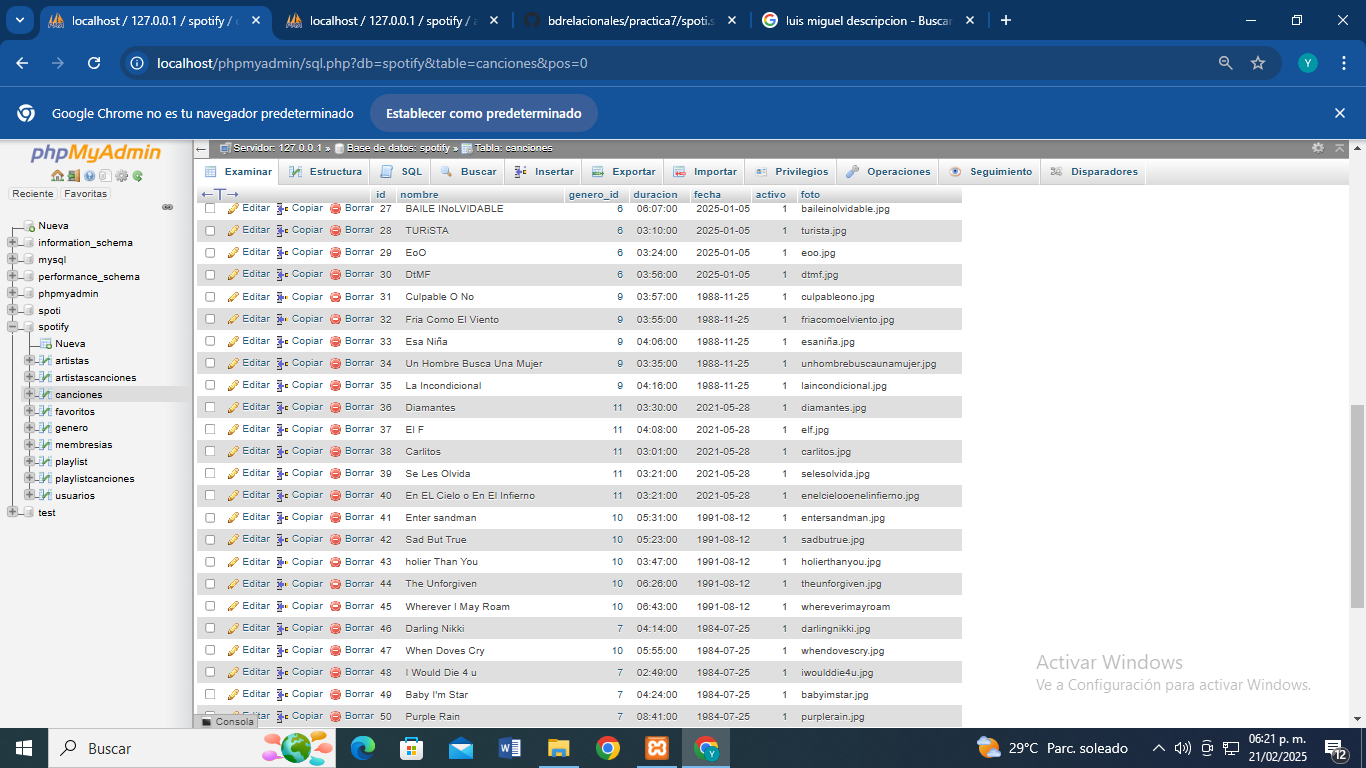 localhost / 127.0.0.1 / spotify / c
localhost / 127.0.0.1 / spotify / a
bdrelacionales/practica7/spoti.s
luis miguel descripcion - Buscar
localhost/phpmyadmin/sql.php?db=spotify&table=canciones&pos=0
Y
Google Chrome no es tu navegador predeterminado Establecer como predeterminado
phpMyAdmin
Reciente Favoritas
Nueva
information_schema
mysql
performance_schema
phpmyadmin
spoti
spotify
Nueva
artistas
artistascanciones
canciones
favoritos
genero
membresias
playlist
playlistcanciones
usuarios
test
Servidor: 127.0.0.1 » Base de datos: spotify » Tabla: canciones
Examinar Estructura SQL Buscar Insertar Exportar Importar Privilegios Operaciones Seguimiento Disparadores
←T→ id nombre genero_id duracion fecha activo foto
Editar Copiar Borrar 27 BAILE INoLVIDABLE 6 06:07:00 2025-01-05 1 baileinolvidable.jpg
Editar Copiar Borrar 28 TURiSTA 6 03:10:00 2025-01-05 1 turista.jpg
Editar Copiar Borrar 29 EoO 6 03:24:00 2025-01-05 1 eoo.jpg
Editar Copiar Borrar 30 DtMF 6 03:56:00 2025-01-05 1 dtmf.jpg
Editar Copiar Borrar 31 Culpable O No 9 03:57:00 1988-11-25 1 culpableono.jpg
Editar Copiar Borrar 32 Fria Como El Viento 9 03:55:00 1988-11-25 1 friacomoelviento.jpg
Editar Copiar Borrar 33 Esa Niña 9 04:06:00 1988-11-25 1 esaniña.jpg
Editar Copiar Borrar 34 Un Hombre Busca Una Mujer 9 03:35:00 1988-11-25 1 unhombrebuscaunamujer.jpg
Editar Copiar Borrar 35 La Incondicional 9 04:16:00 1988-11-25 1 laincondicional.jpg
Editar Copiar Borrar 36 Diamantes 11 03:30:00 2021-05-28 1 diamantes.jpg
Editar Copiar Borrar 37 El F 11 04:08:00 2021-05-28 1 elf.jpg
Editar Copiar Borrar 38 Carlitos 11 03:01:00 2021-05-28 1 carlitos.jpg
Editar Copiar Borrar 39 Se Les Olvida 11 03:21:00 2021-05-28 1 selesolvida.jpg
Editar Copiar Borrar 40 En EL Cielo o En El Infierno 11 03:21:00 2021-05-28 1 enelcielooenelinfierno.jpg
Editar Copiar Borrar 41 Enter sandman 10 05:31:00 1991-08-12 1 entersandman.jpg
Editar Copiar Borrar 42 Sad But True 10 05:23:00 1991-08-12 1 sadbutrue.jpg
Editar Copiar Borrar 43 holier Than You 10 03:47:00 1991-08-12 1 holierthanyou.jpg
Editar Copiar Borrar 44 The Unforgiven 10 06:26:00 1991-08-12 1 theunforgiven.jpg
Editar Copiar Borrar 45 Wherever I May Roam 10 06:43:00 1991-08-12 1 whereverimayroam
Editar Copiar Borrar 46 Darling Nikki 7 04:14:00 1984-07-25 1 darlingnikki.jpg
Editar Copiar Borrar 47 When Doves Cry 10 05:55:00 1984-07-25 1 whendovescry.jpg
Editar Copiar Borrar 48 I Would Die 4 u 7 02:49:00 1984-07-25 1 iwoulddie4u.jpg
Editar Copiar Borrar 49 Baby I'm Star 7 04:24:00 1984-07-25 1 babyimstar.jpg
Editar Copiar Borrar 50 Purple Rain 7 08:41:00 1984-07-25 1 purplerain.jpg
Consola
Activar Windows
Ve a Configuración para activar Windows.
Buscar
29°C Parc. soleado
06:21 p. m.
21/02/2025
12